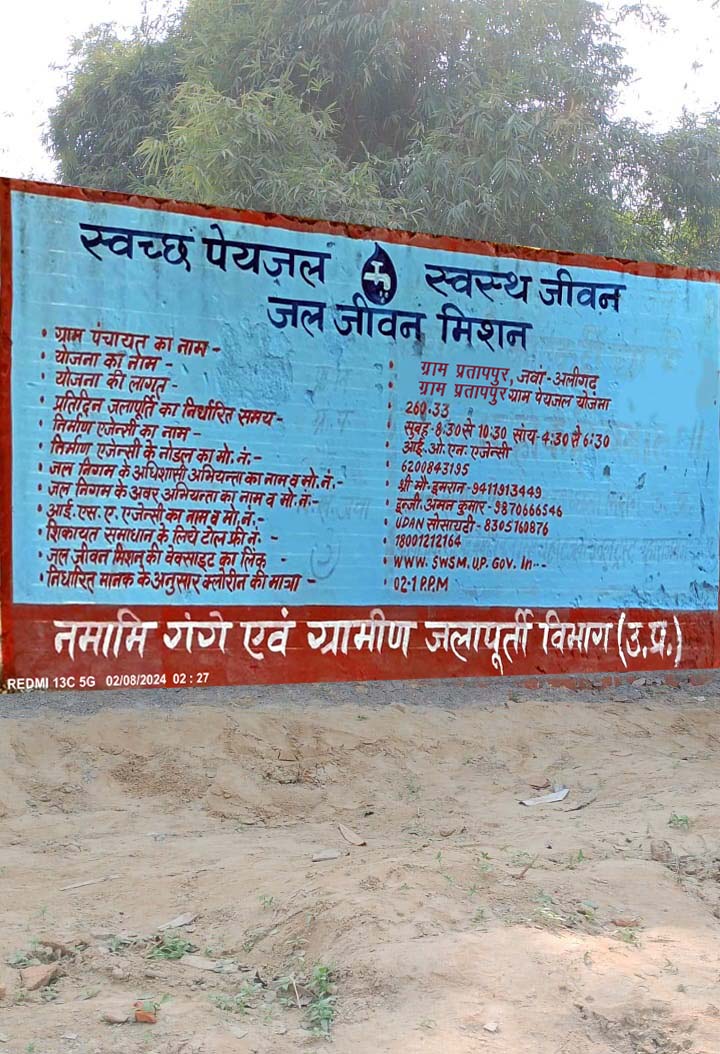 स्वच्छ पेयजल स्वस्थ जीवन
जल जीवन मिशन
• ग्राम पंचायत का नाम - • ग्राम प्रतापपुर, जवां-अलीगढ़
• योजना का नाम - • ग्राम प्रतापपुर ग्राम पेयजल योजना
• योजना की लागत - • 260.33
• प्रतिदिन जलापूर्ति का निर्धारित समय - • सुबह-8:30 से 10:30 सांय-4:30 से 6:30
• निर्माण एजेन्सी का नाम - • आई.ओ.एन. एजेन्सी
• निर्माण एजेन्सी के नोडल का मो. नं:- • 6200843195
• जल निगम के अधिशासी अभियन्ता का नाम व मो. नं:- • श्री मौ. इमरान-9411913449
• जल निगम के अवर अभियन्ता का नाम व मो. नं:- • इन्जी. अमन कुमार-9870666546
• आई.एस.ए. एजेन्सी का नाम व मो. नं:- • UDAN सोसायटी-8305760876
• शिकायत समाधान के लिये टोल फ्री नं:- • 18001212164
• जल जीवन मिशन की वेबसाइट का लिंक - • WWW.SWSM.UP.GOV.In--
• निर्धारित मानक के अनुसार क्लोरीन की मात्रा - • 02-1 P.P.M
नमामि गंगे एवं ग्रामीण जलापूर्ती विभाग (उ.प्र.)
REDMI 13C 5G 02/08/2024 02:27